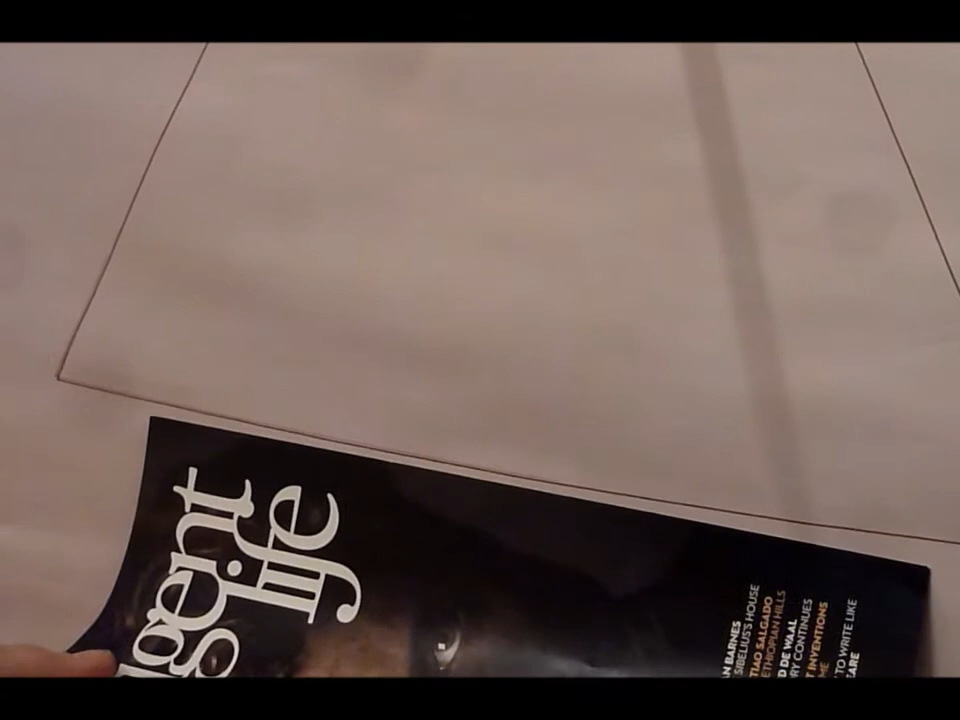 igent
life
AN BARNES
SIBELIUS'S HOUSE
TIAO SALGADO
ETHIOPIAN HILLS
D DE WAAL
RY CONTINUES
T INVENTIONS
ME
TO WRITE LIKE
EARE